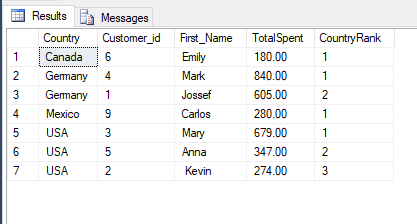 Results Messages
Country Customer_id First_Name TotalSpent CountryRank
1 Canada 6 Emily 180.00 1
2 Germany 4 Mark 840.00 1
3 Germany 1 Jossef 605.00 2
4 Mexico 9 Carlos 280.00 1
5 USA 3 Mary 679.00 1
6 USA 5 Anna 347.00 2
7 USA 2 Kevin 274.00 3